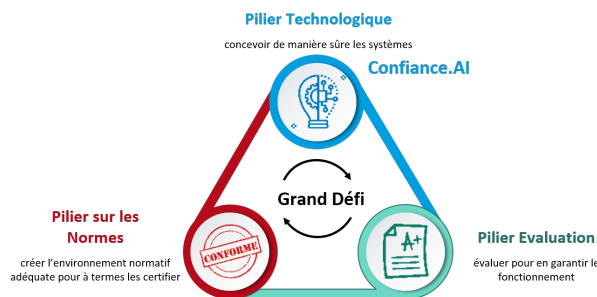 Pilier Technologique
concevoir de manière sûre les systèmes
Confiance.AI
Grand Défi
Pilier sur les
Normes
créer l'environnement normatif
adéquate pour à termes les certifier
CONFORME
A+
Pilier Evaluation
évaluer pour en garantir le
fonctionnement